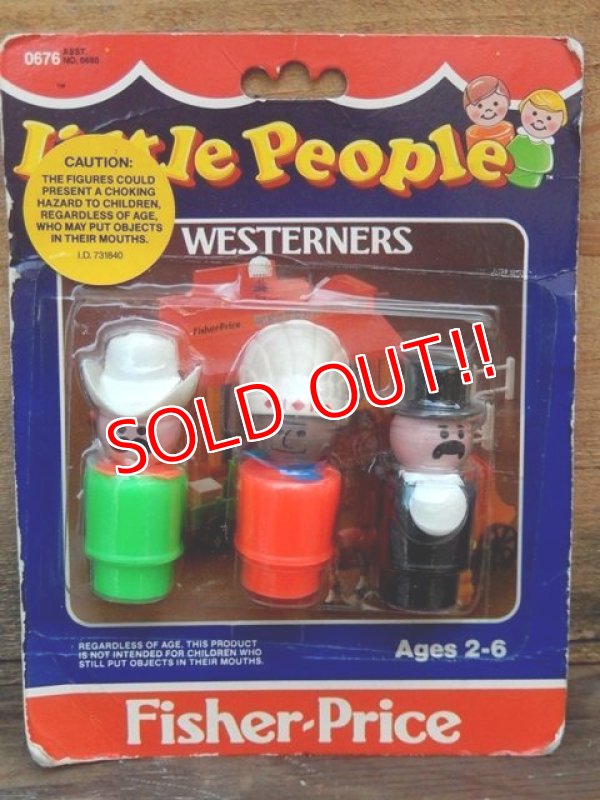 0676 ASST. NO. 0680
™
Little People
™
CAUTION:
THE FIGURES COULD
PRESENT A CHOKING
HAZARD TO CHILDREN,
REGARDLESS OF AGE,
WHO MAY PUT OBJECTS
IN THEIR MOUTHS.
I.D. 731840
WESTERNERS
Fisher-Price
SOLD OUT!!
REGARDLESS OF AGE, THIS PRODUCT
IS NOT INTENDED FOR CHILDREN WHO
STILL PUT OBJECTS IN THEIR MOUTHS.
Ages 2-6
Fisher-Price